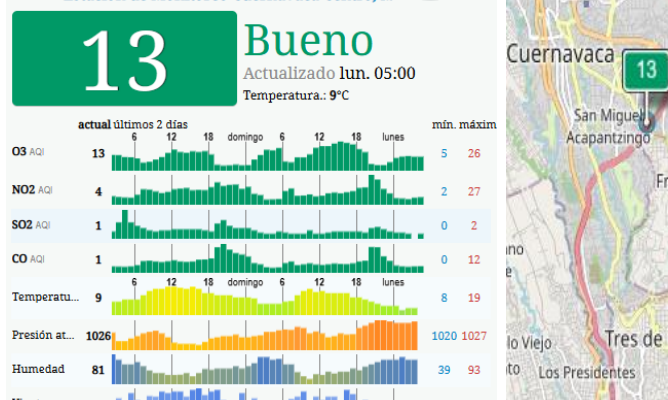 13
Bueno
Actualizado lun. 05:00
Temperatura.: 9°C
actual últimos 2 días mín. máxim
6 12 18 domingo 6 12 18 lunes
O3 AQI 13 5 26
NO2 AQI 4 2 27
SO2 AQI 1 0 2
CO AQI 1 0 12
6 12 18 domingo 6 12 18 lunes
Temperatu... 9 8 19
Presión at... 1026 1020 1027
Humedad 81 39 93
Cuernavaca
13
San Miguel
Acapantzingo
Fr
no
e
lo Viejo
Tres de
to
Los Presidentes